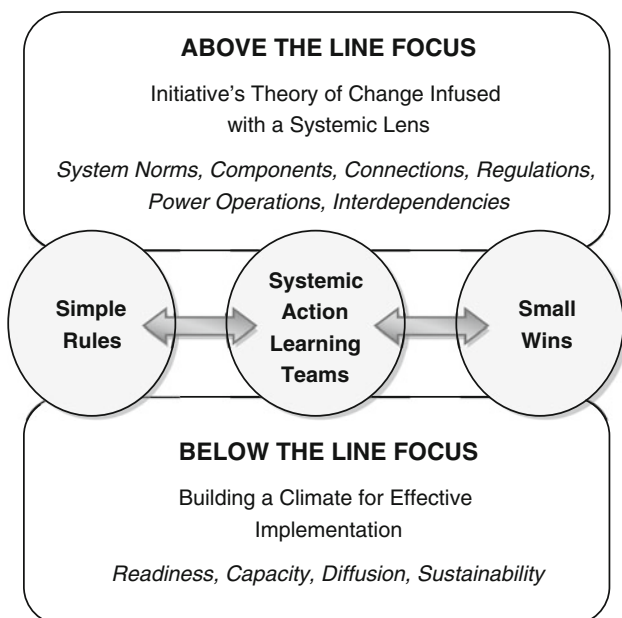 ABOVE THE LINE FOCUS
Initiative's Theory of Change Infused
with a Systemic Lens
System Norms, Components, Connections, Regulations,
Power Operations, Interdependencies
Simple
Rules
Systemic
Action
Learning
Teams
Small
Wins
BELOW THE LINE FOCUS
Building a Climate for Effective
Implementation
Readiness, Capacity, Diffusion, Sustainability